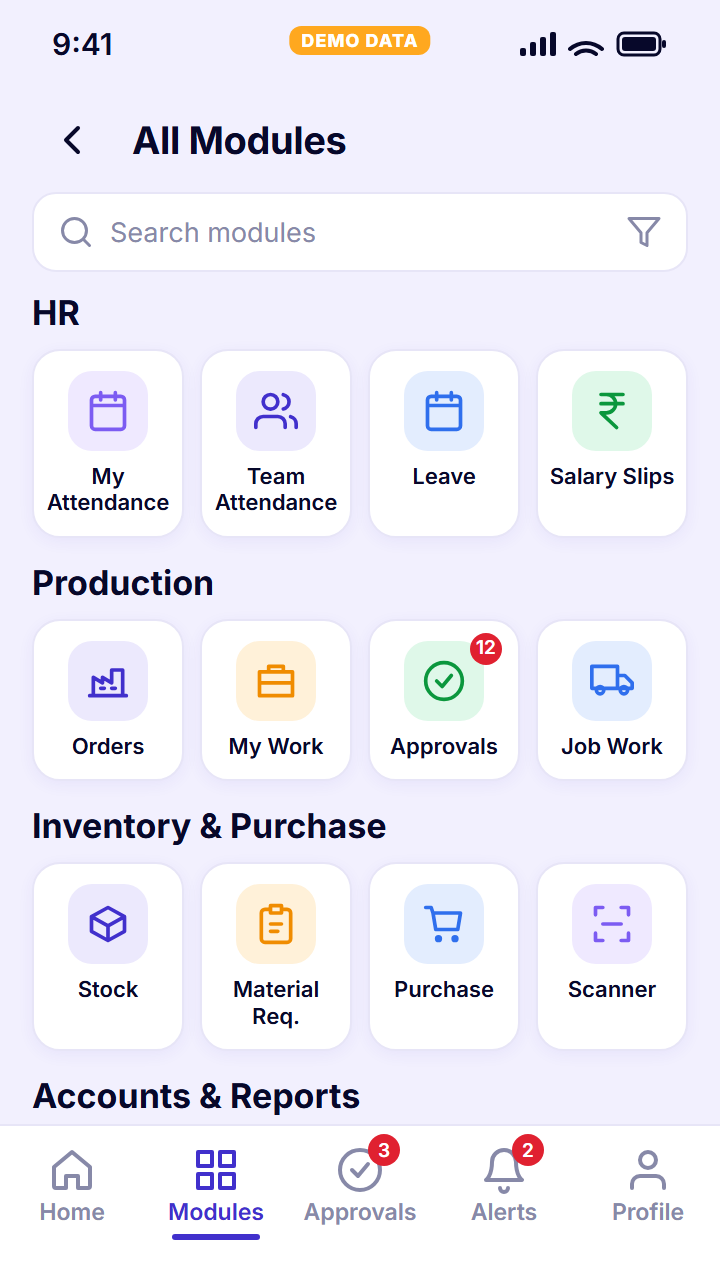 9:41
DEMO DATA
All Modules
Search modules
HR
My
Attendance
Team
Attendance
Leave
Salary Slips
Production
12
Orders
My Work
Approvals
Job Work
Inventory & Purchase
Stock
Material
Req.
Purchase
Scanner
Accounts & Reports
3
2
Home
Modules
Approvals
Alerts
Profile